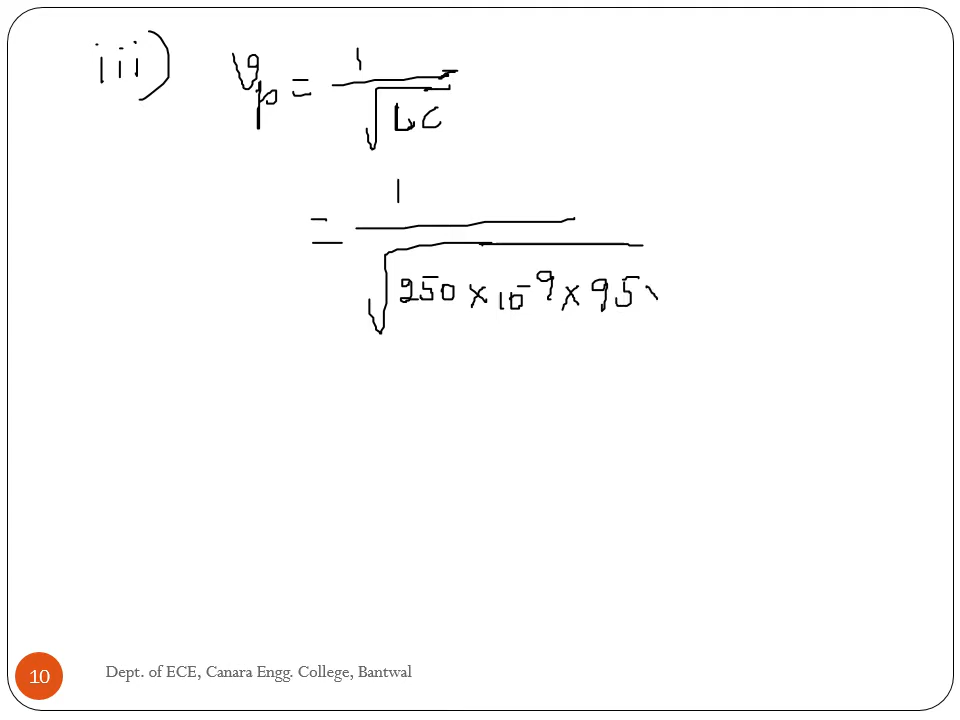 iii) Vp = 1
√LC
= 1
√250 × 10⁻⁹ × 95
10 Dept. of ECE, Canara Engg. College, Bantwal